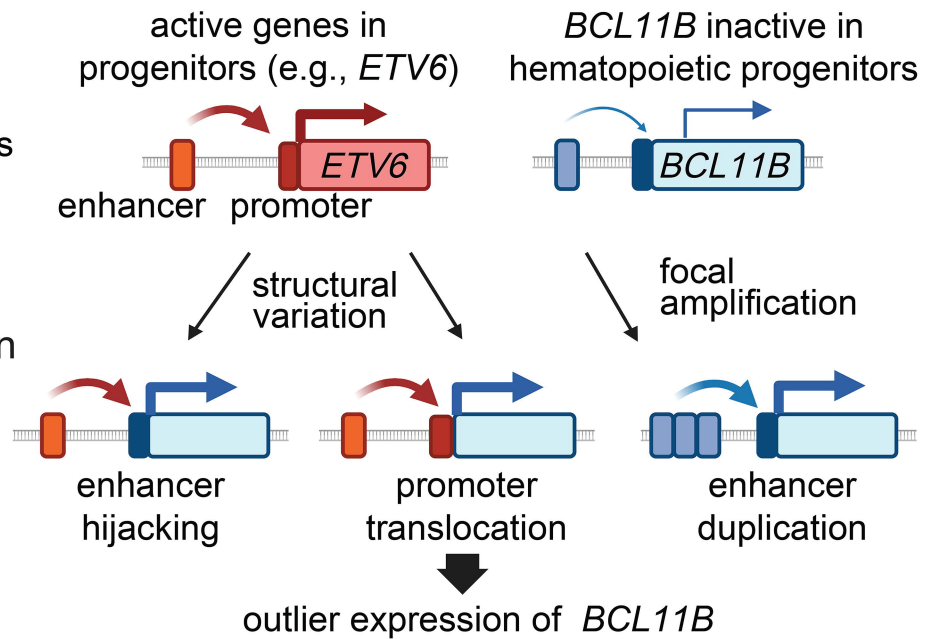 active genes in
progenitors (e.g., ETV6)
BCL11B inactive in
hematopoietic progenitors
s
ETV6
BCL11B
enhancer promoter
structural
variation
focal
amplification
n
enhancer
hijacking
promoter
translocation
enhancer
duplication
outlier expression of BCL11B